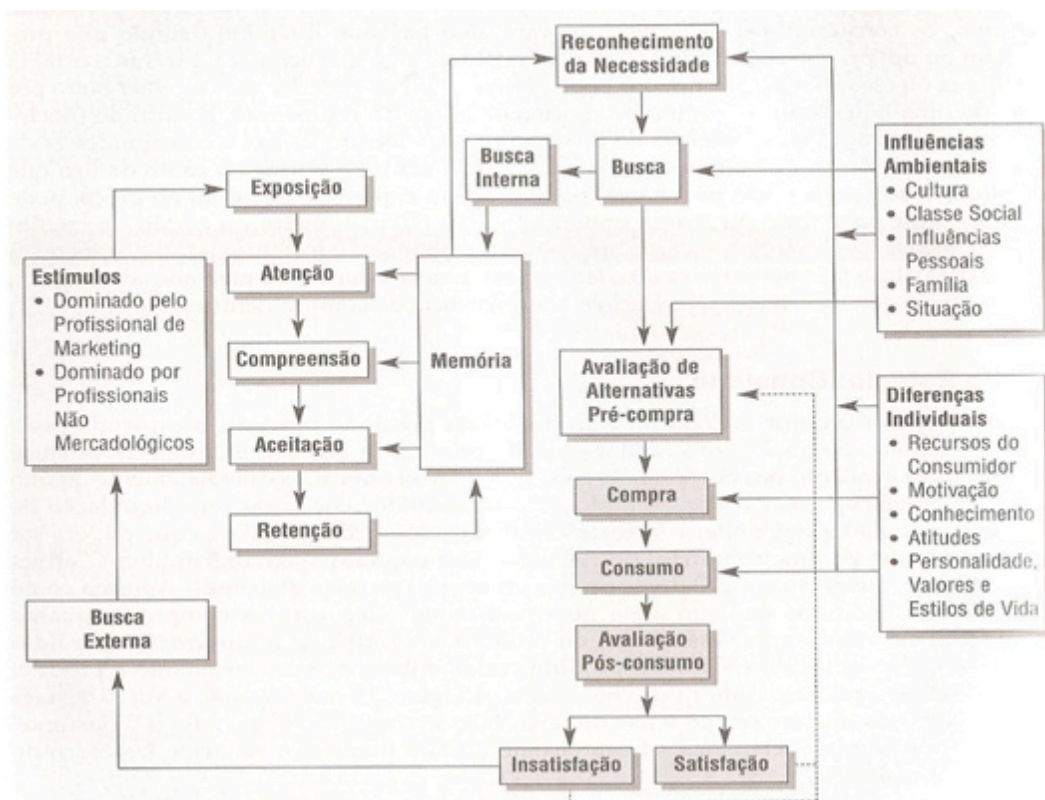 Reconhecimento
da Necessidade
Busca
Interna
Busca
Influências
Ambientais
• Cultura
• Classe Social
• Influências
Pessoais
• Família
• Situação
Exposição
Estímulos
• Dominado pelo
Profissional de
Marketing
• Dominado por
Profissionais
Não
Mercadológicos
Atenção
Compreensão
Aceitação
Retenção
Memória
Avaliação de
Alternativas
Pré-compra
Diferenças
Individuais
• Recursos do
Consumidor
• Motivação
• Conhecimento
• Atitudes
• Personalidade,
Valores e
Estilos de Vida
Compra
Consumo
Busca
Externa
Avaliação
Pós-consumo
Insatisfação
Satisfação